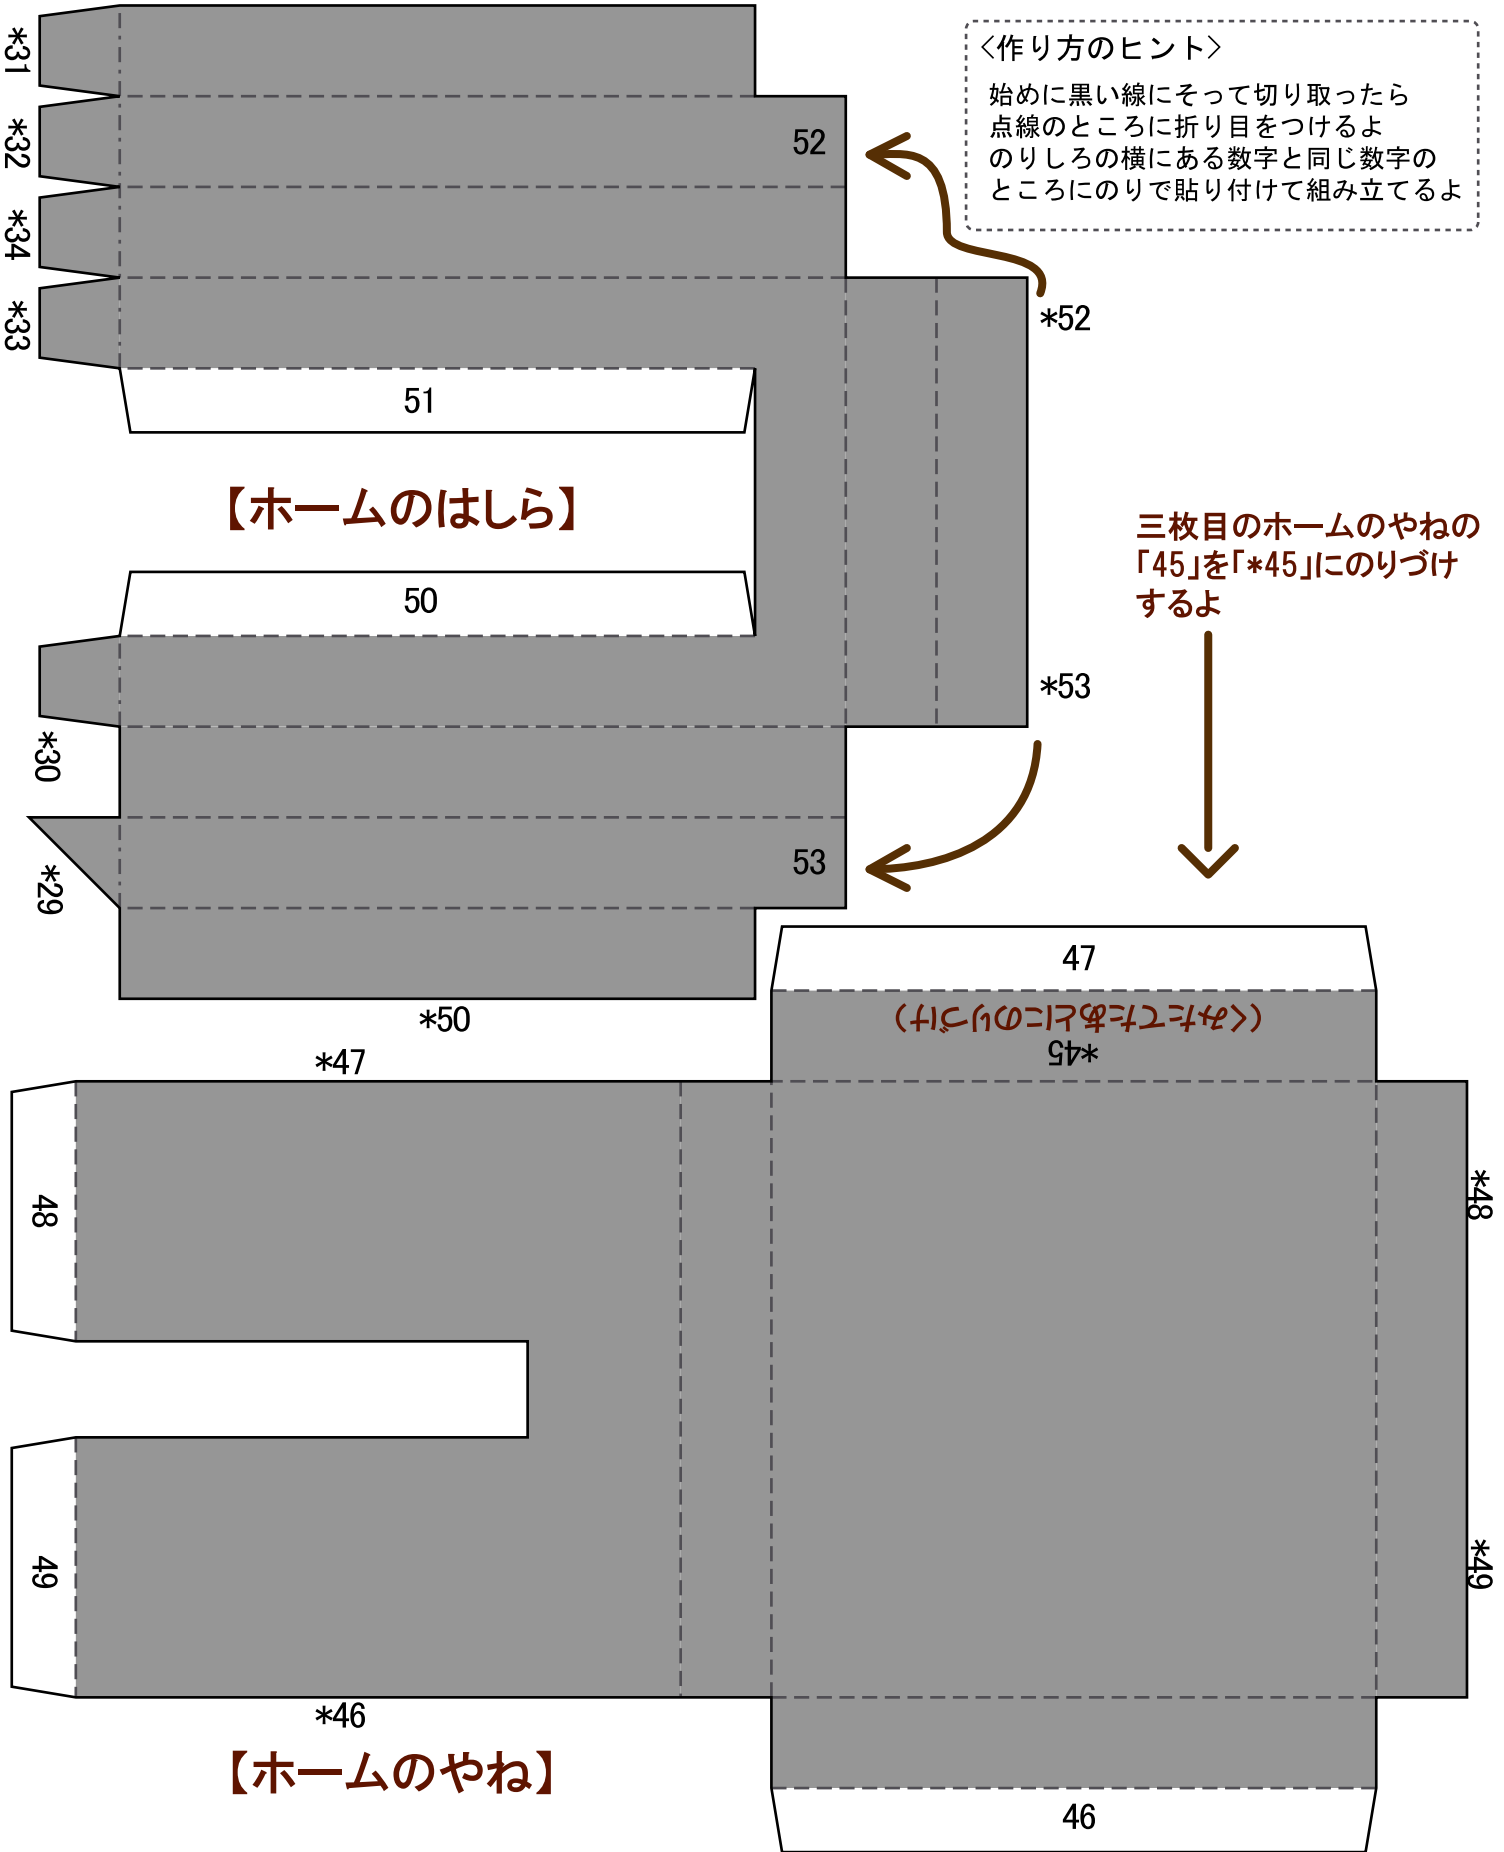 *31
*32
*34
*33
52
〈作り方のヒント〉
始めに黒い線にそって切り取ったら
点線のところに折り目をつけるよ
のりしろの横にある数字と同じ数字の
ところにのりで貼り付けて組み立てるよ
*52
51
【ホームのはしら】
三枚目のホームのやねの
「45」を「*45」にのりづけ
するよ
50
*53
*30
53
*29
*50
47
(くみたてたあとにのりづけ)
*45
*47
48
*48
49
*49
*46
【ホームのやね】
46